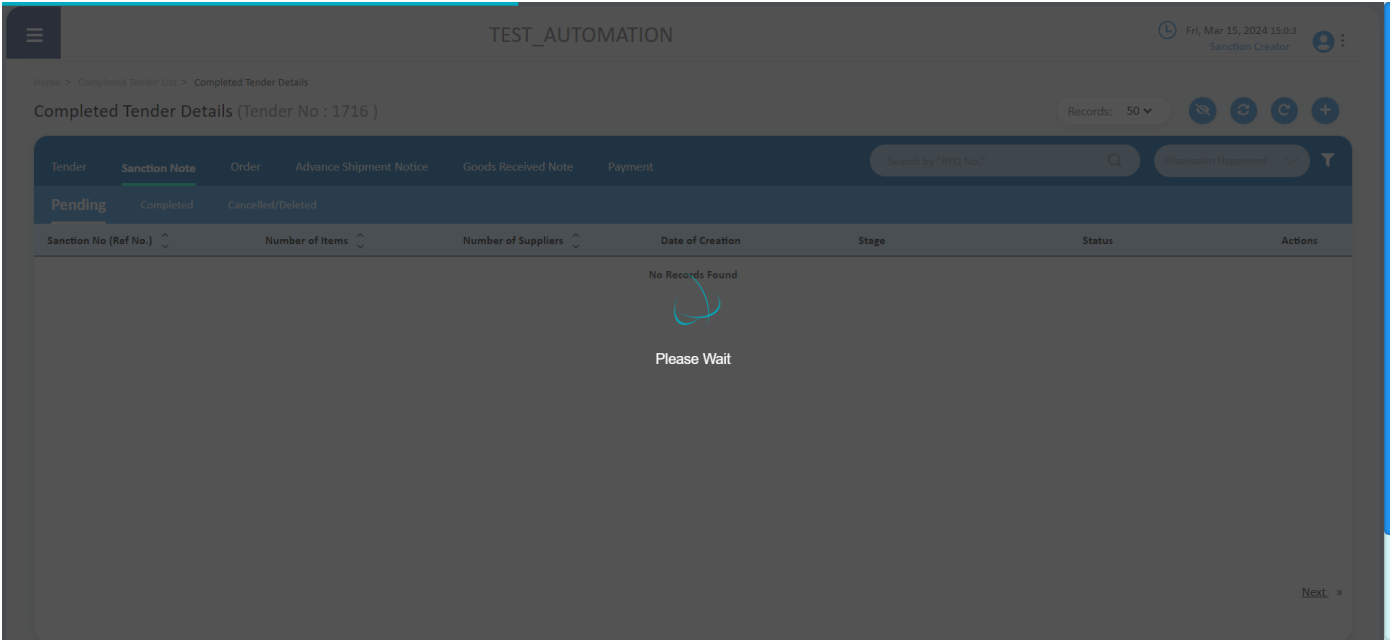 TEST_AUTOMATION
Fri, Mar 15, 2024 15:0:3
Sanction Creator
Home > Completed Tender List > Completed Tender Details
Completed Tender Details (Tender No : 1716 )
Records: 50
Tender Sanction Note Order Advance Shipment Notice Goods Received Note Payment Search by "RFQ No." Discussion Happened
Pending Completed Cancelled/Deleted
Sanction No (Ref No.) Number of Items Number of Suppliers Date of Creation Stage Status Actions
No Records Found
Please Wait
Next »